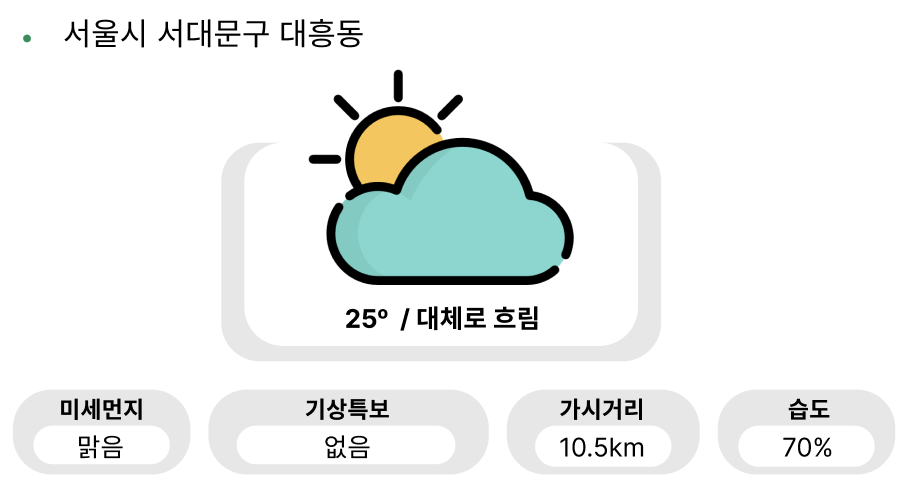 • 서울시 서대문구 대흥동
25º / 대체로 흐림
미세먼지
맑음
기상특보
없음
가시거리
10.5km
습도
70%